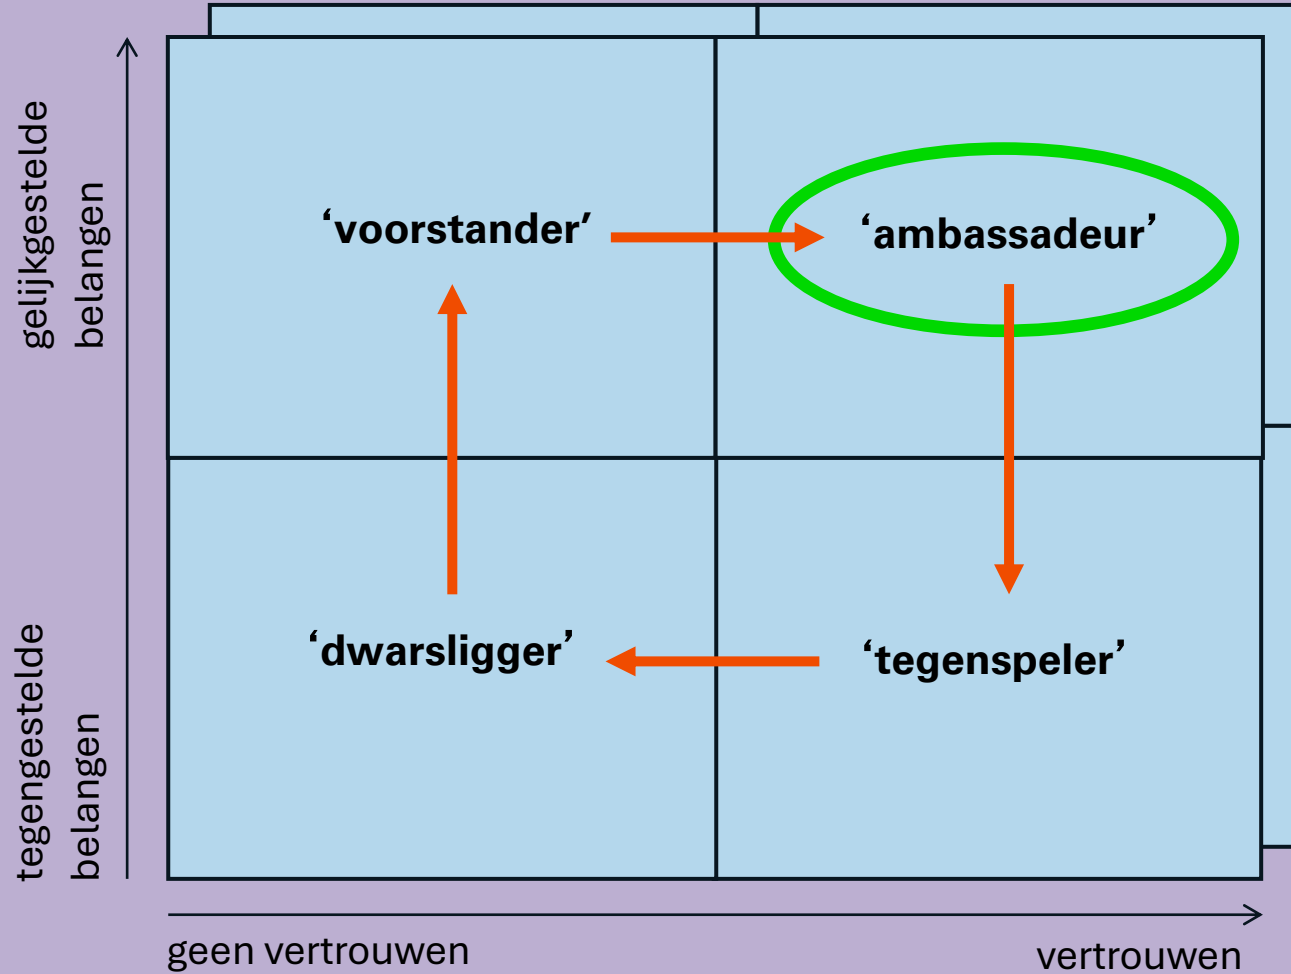 gelijkgestelde
belangen
‘voorstander’
‘ambassadeur’
tegengestelde
belangen
‘dwarsligger’
‘tegenspeler’
geen vertrouwen
vertrouwen